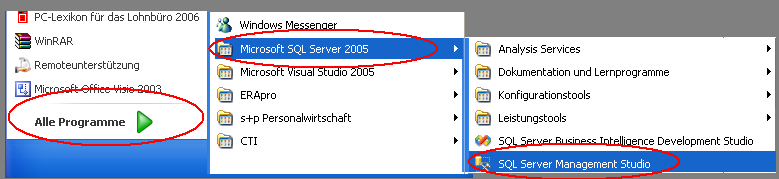 PC-Lexikon für das Lohnbüro 2006
WinRAR
Remoteunterstützung
Microsoft Office Visio 2003
Alle Programme
Windows Messenger
Microsoft SQL Server 2005
Microsoft Visual Studio 2005
ERApro
s+p Personalwirtschaft
CTI
Analysis Services
Dokumentation und Lernprogramme
Konfigurationstools
Leistungstools
SQL Server Business Intelligence Development Studio
SQL Server Management Studio